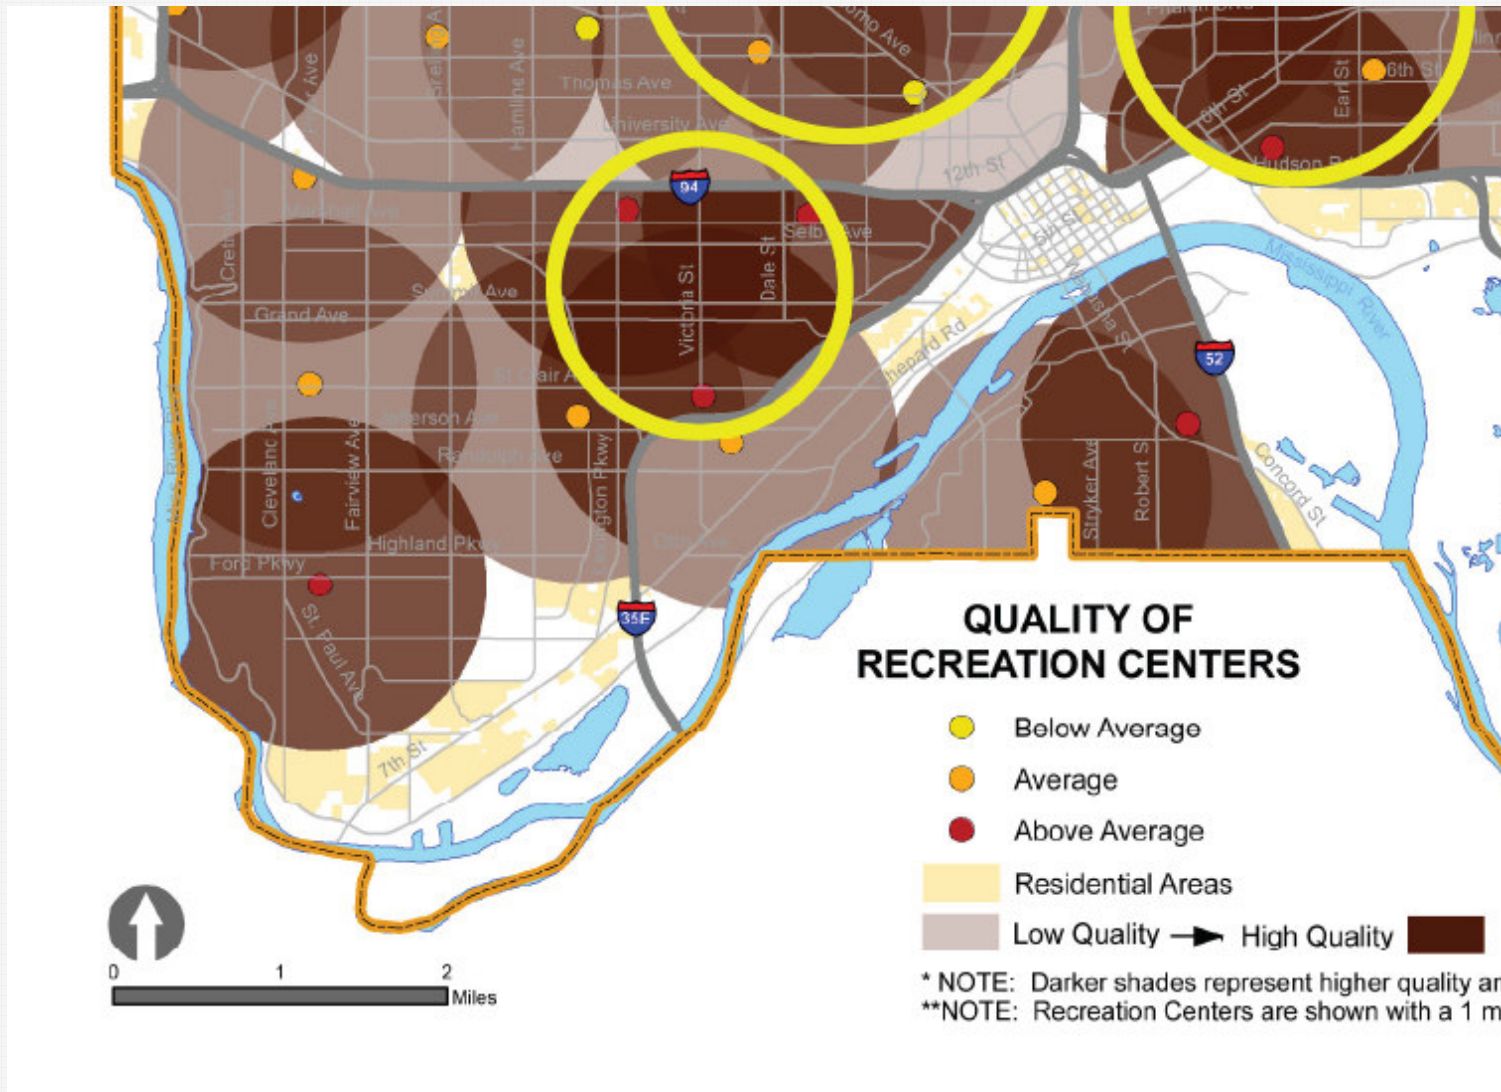 Thomas Ave
University Ave
Hamline Ave
12th St
6th St
Earl St
6th St
Hudson Rd
94
Selby Ave
5th St
Dale St
Victoria St
Summit Ave
Grand Ave
St Clair Ave
Jefferson Ave
Randolph Ave
Cleveland Ave
Fairview Ave
Highland Pkwy
Ford Pkwy
St. Paul Ave
7th St
35E
Shepard Rd
52
Mississippi River
Stryker Ave
Robert S
Concord St
QUALITY OF
RECREATION CENTERS
Below Average
Average
Above Average
Residential Areas
Low Quality
High Quality
* NOTE: Darker shades represent higher quality an
**NOTE: Recreation Centers are shown with a 1 m
0 1 2
Miles